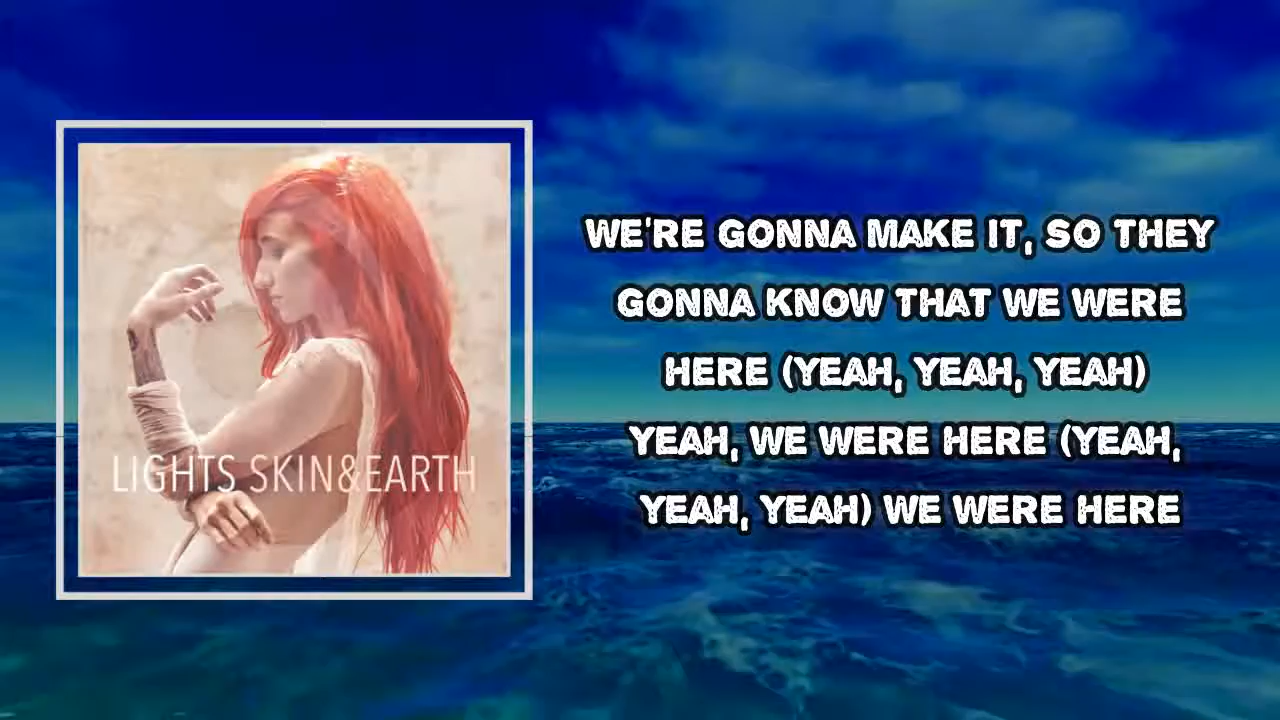 LIGHTS SKIN&EARTH
WE'RE GONNA MAKE IT, SO THEY
GONNA KNOW THAT WE WERE
HERE (YEAH, YEAH, YEAH)
YEAH, WE WERE HERE (YEAH,
YEAH, YEAH) WE WERE HERE